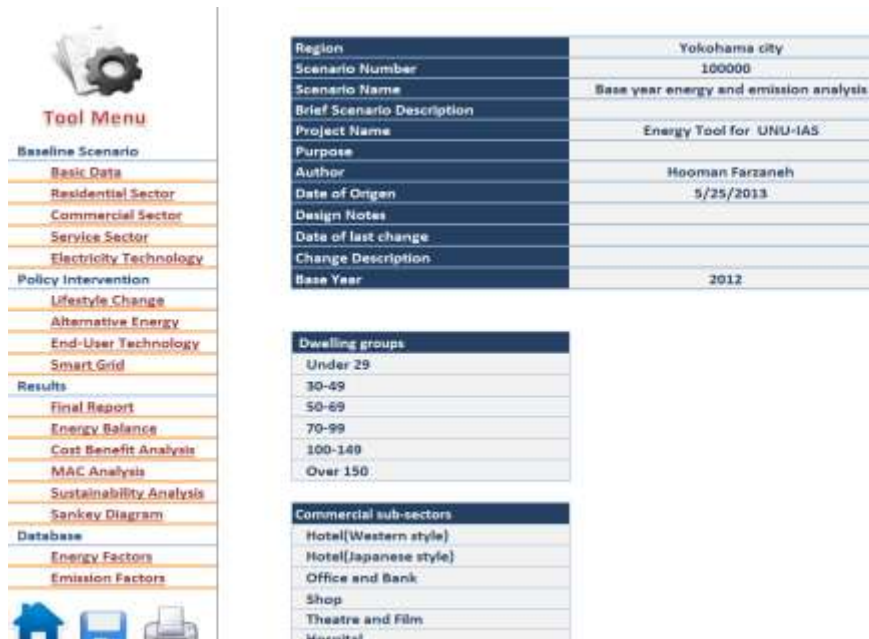 Tool Menu
Baseline Scenario
Basic Data
Residential Sector
Commercial Sector
Service Sector
Electricity Technology
Policy Intervention
Lifestyle Change
Alternative Energy
End-User Technology
Smart Grid
Results
Final Report
Energy Balance
Cost Benefit Analysis
MAC Analysis
Sustainability Analysis
Sankey Diagram
Database
Energy Factors
Emission Factors
Region Yokohama city
Scenario Number 100000
Scenario Name Base year energy and emission analysis
Brief Scenario Description
Project Name Energy Tool for UNU-IAS
Purpose
Author Hooman Farzaneh
Date of Origen 5/25/2013
Design Notes
Date of last change
Change Description
Base Year 2012
Dwelling groups
Under 29
30-49
50-69
70-99
100-149
Over 150
Commercial sub-sectors
Hotel(Western style)
Hotel(Japanese style)
Office and Bank
Shop
Theatre and Film
Hospital